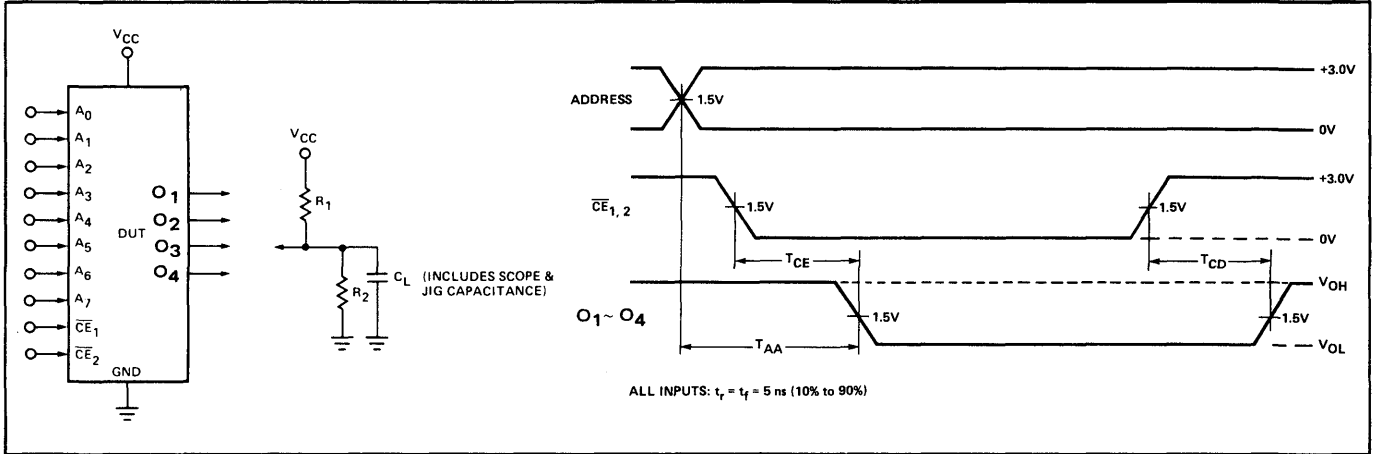 VCC
A0
A1
A2
A3
A4
A5
A6
A7
CE1
CE2
O1
O2
O3
O4
DUT
GND
VCC
R1
R2
CL (INCLUDES SCOPE &
JIG CAPACITANCE)
ADDRESS
1.5V
+3.0V
0V
CE1, 2
1.5V
1.5V
+3.0V
0V
TCE
TCD
O1~ O4
1.5V
1.5V
VOH
VOL
TAA
ALL INPUTS: tr = tf = 5 ns (10% to 90%)